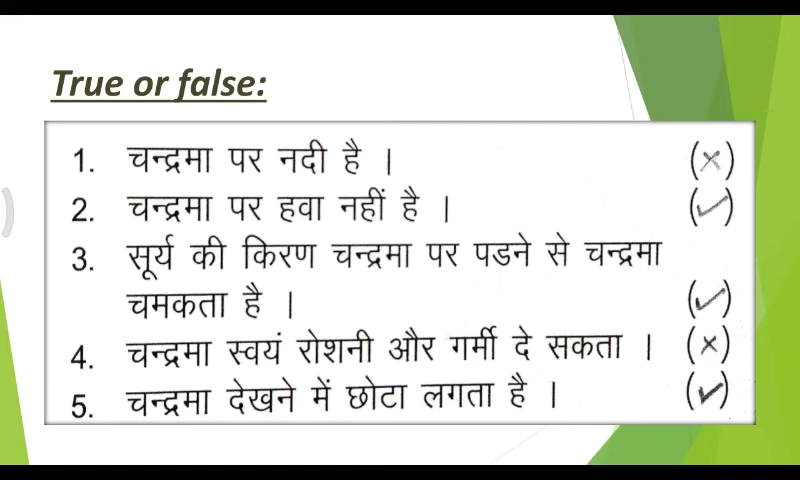 True or false:
1. चन्द्रमा पर नदी है । (×)
2. चन्द्रमा पर हवा नहीं है । (✓)
3. सूर्य की किरण चन्द्रमा पर पडने से चन्द्रमा
चमकता है । (✓)
4. चन्द्रमा स्वयं रोशनी और गर्मी दे सकता । (×)
5. चन्द्रमा देखने में छोटा लगता है । (✓)